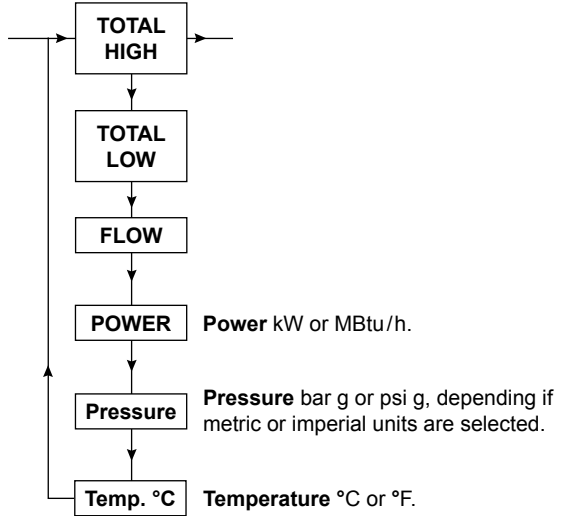 TOTAL
HIGH
TOTAL
LOW
FLOW
POWER
Power kW or MBtu/h.
Pressure
Pressure bar g or psi g, depending if
metric or imperial units are selected.
Temp. °C
Temperature °C or °F.